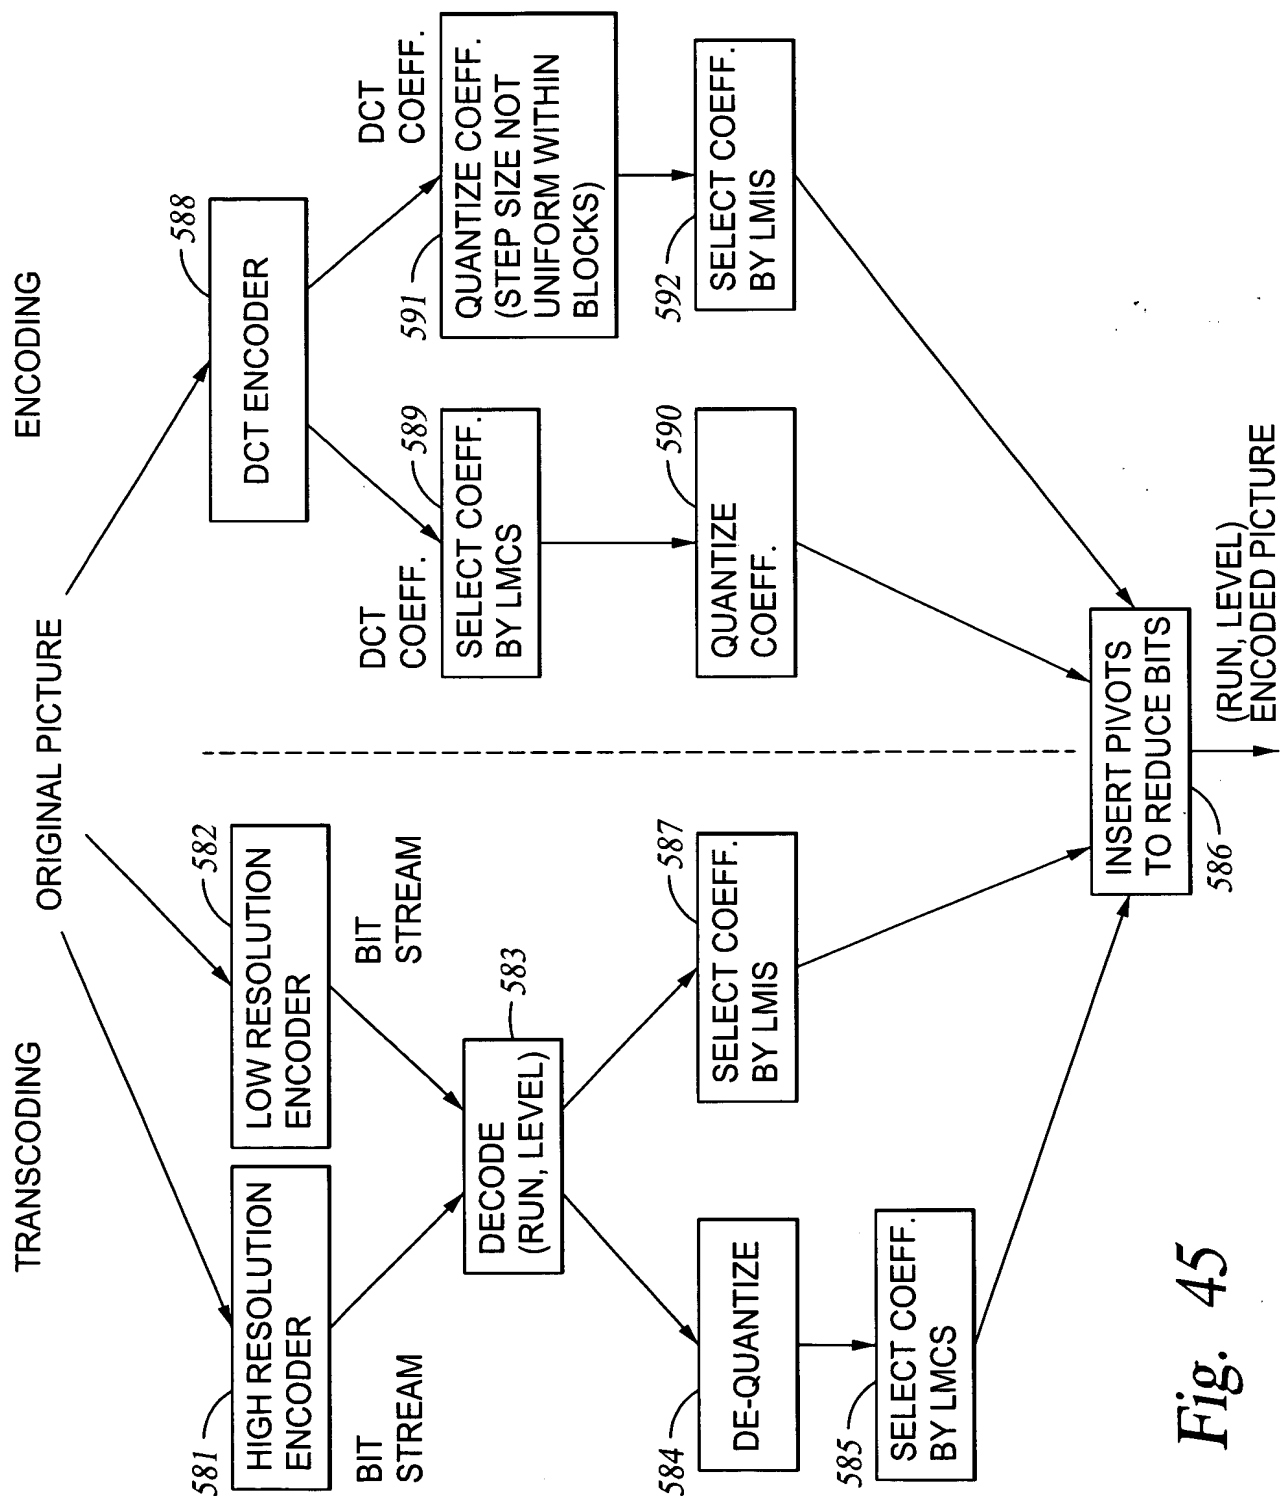 TRANSCODING
ENCODING
ORIGINAL PICTURE
581
HIGH RESOLUTION
ENCODER
582
LOW RESOLUTION
ENCODER
588
DCT ENCODER
BIT
STREAM
BIT
STREAM
DCT
COEFF.
DCT
COEFF.
583
DECODE
(RUN, LEVEL)
589
SELECT COEFF.
BY LMCS
591
QUANTIZE COEFF.
(STEP SIZE NOT
UNIFORM WITHIN
BLOCKS)
584
DE-QUANTIZE
587
SELECT COEFF.
BY LMIS
590
QUANTIZE
COEFF.
592
SELECT COEFF.
BY LMIS
585
SELECT COEFF.
BY LMCS
INSERT PIVOTS
TO REDUCE BITS
586
(RUN, LEVEL)
ENCODED PICTURE
Fig. 45